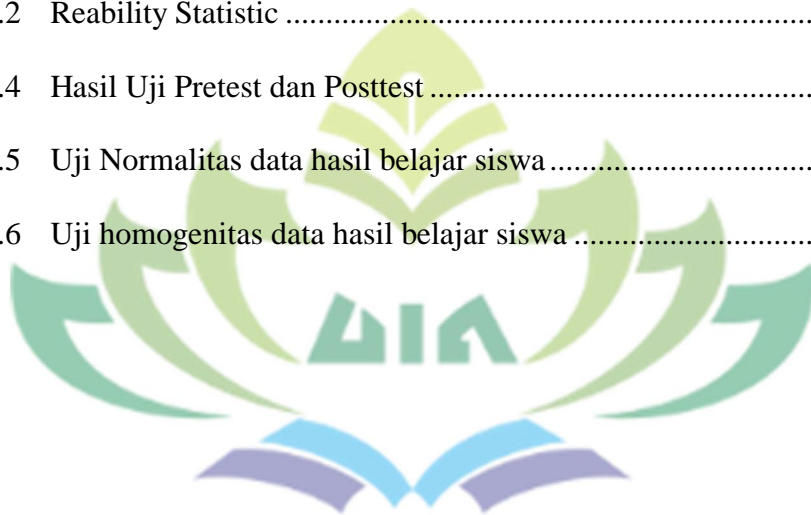 .2 Reability Statistic ........................................................................
.4 Hasil Uji Pretest dan Posttest ....................................................
.5 Uji Normalitas data hasil belajar siswa ....................................
.6 Uji homogenitas data hasil belajar siswa .................................
UIN